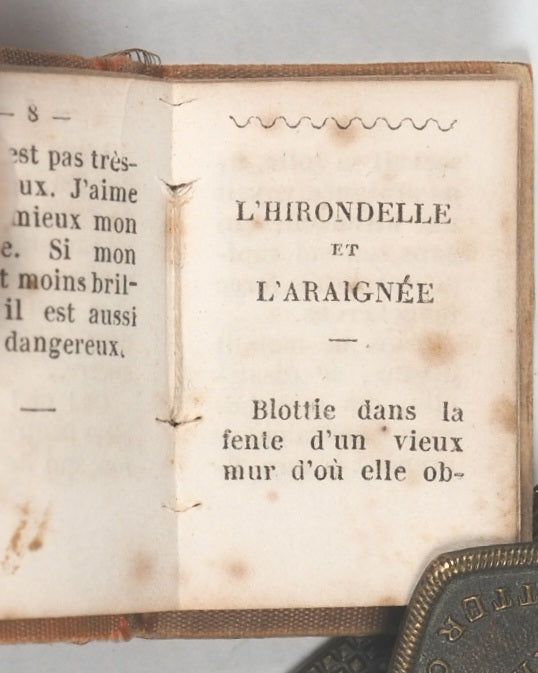 — 8 —
est pas très-
ux. J'aime
mieux mon
e. Si mon
t moins bril-
il est aussi
dangereux.
L'HIRONDELLE
ET
L'ARAIGNÉE
Blottie dans la
fente d'un vieux
mur d'où elle ob-